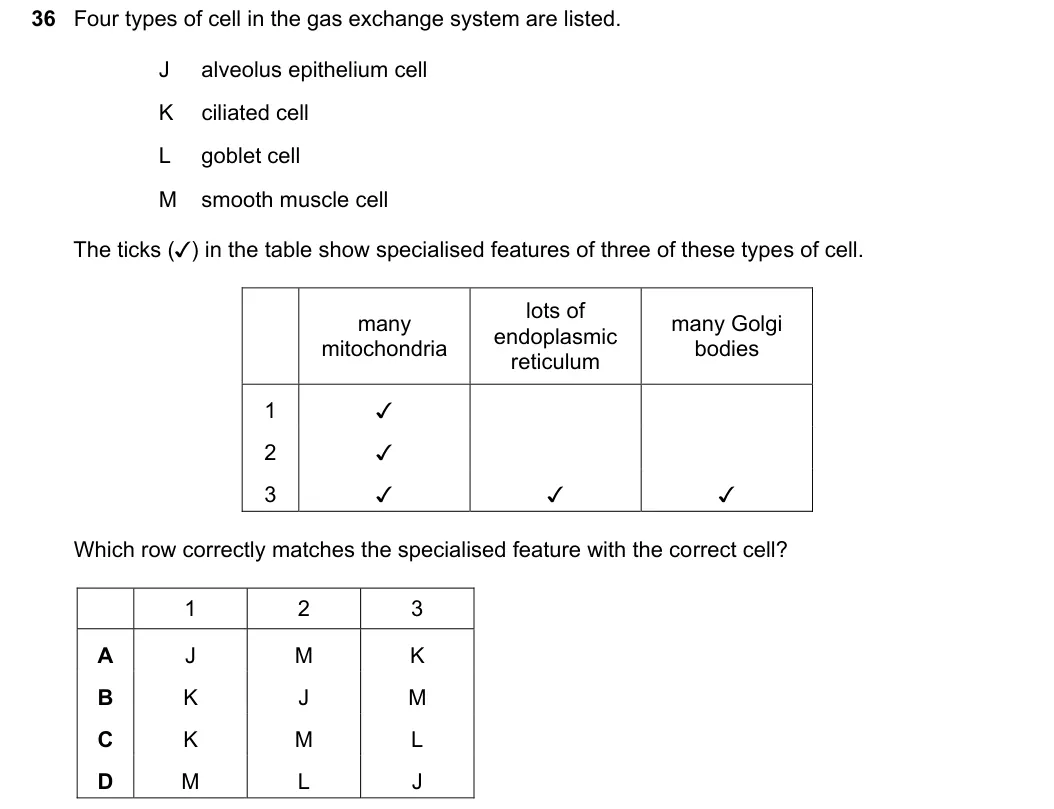 36 Four types of cell in the gas exchange system are listed.
J alveolus epithelium cell
K ciliated cell
L goblet cell
M smooth muscle cell
The ticks (✓) in the table show specialised features of three of these types of cell.
many mitochondria lots of endoplasmic reticulum many Golgi bodies
1 ✓
2 ✓
3 ✓ ✓ ✓
Which row correctly matches the specialised feature with the correct cell?
1 2 3
A J M K
B K J M
C K M L
D M L J